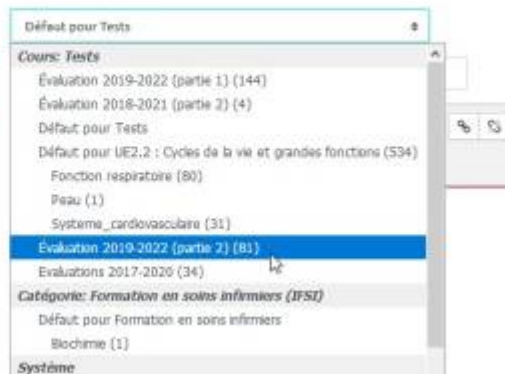 Défaut pour Tests
Cours: Tests
Évaluation 2019-2022 (partie 1) (144)
Évaluation 2018-2021 (partie 2) (4)
Défaut pour Tests
Défaut pour UE2.2 : Cycles de la vie et grandes fonctions (534)
Fonction respiratoire (80)
Peau (1)
Systeme_cardiovasculaire (31)
Évaluation 2019-2022 (partie 2) (81)
Evaluations 2017-2020 (34)
Catégorie: Formation en soins infirmiers (IFSI)
Défaut pour Formation en soins infirmiers
Biochimie (1)
Système